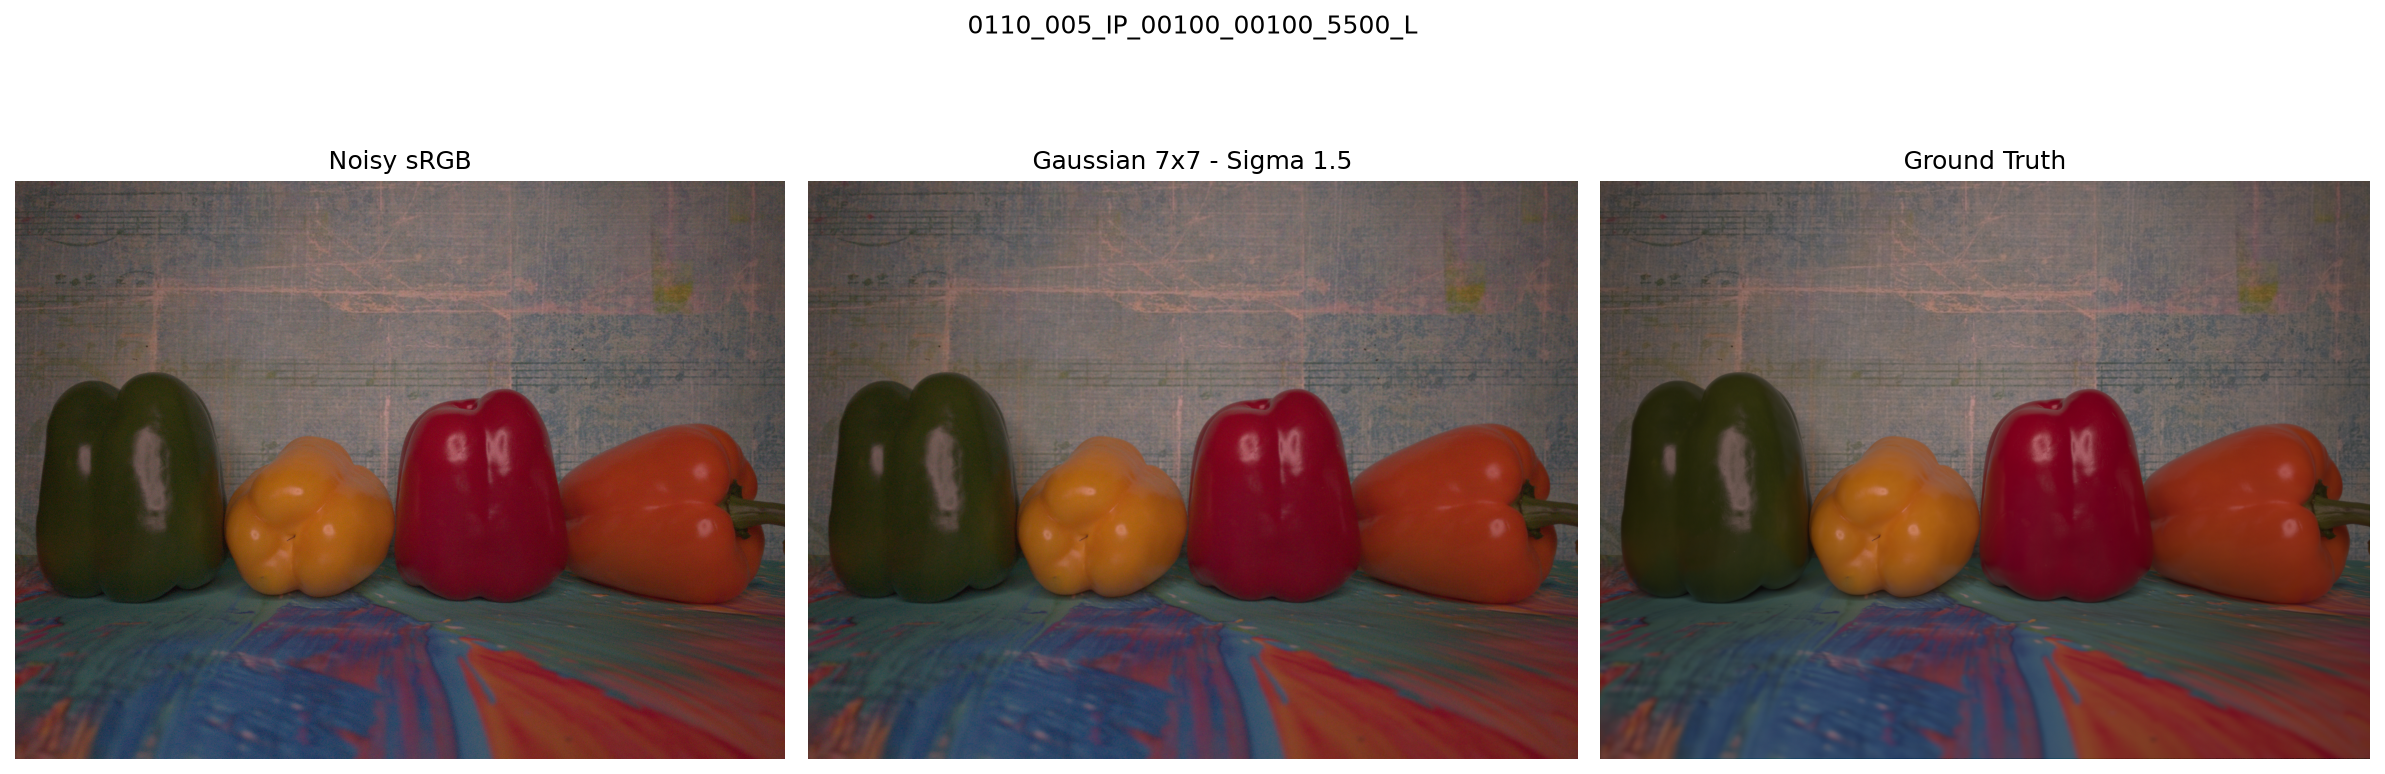 0110_005_IP_00100_00100_5500_L
Noisy sRGB
Gaussian 7x7 - Sigma 1.5
Ground Truth